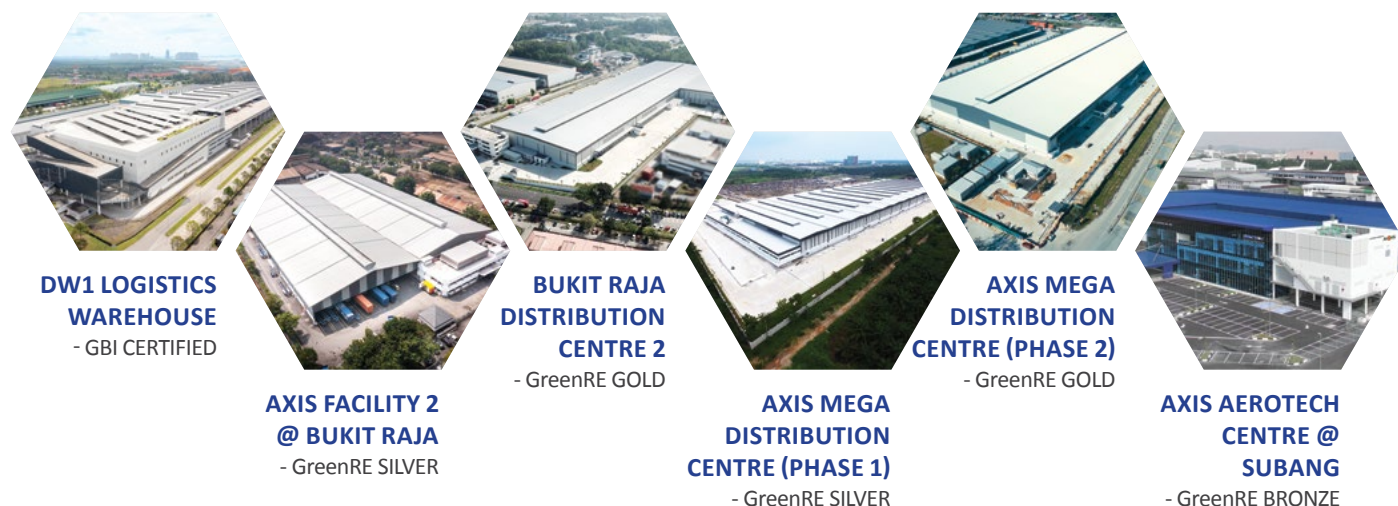 DW1 LOGISTICS
WAREHOUSE
- GBI CERTIFIED
AXIS FACILITY 2
@ BUKIT RAJA
- GreenRE SILVER
BUKIT RAJA
DISTRIBUTION
CENTRE 2
- GreenRE GOLD
AXIS MEGA
DISTRIBUTION
CENTRE (PHASE 1)
- GreenRE SILVER
AXIS MEGA
DISTRIBUTION
CENTRE (PHASE 2)
- GreenRE GOLD
AXIS AEROTECH
CENTRE @
SUBANG
- GreenRE BRONZE